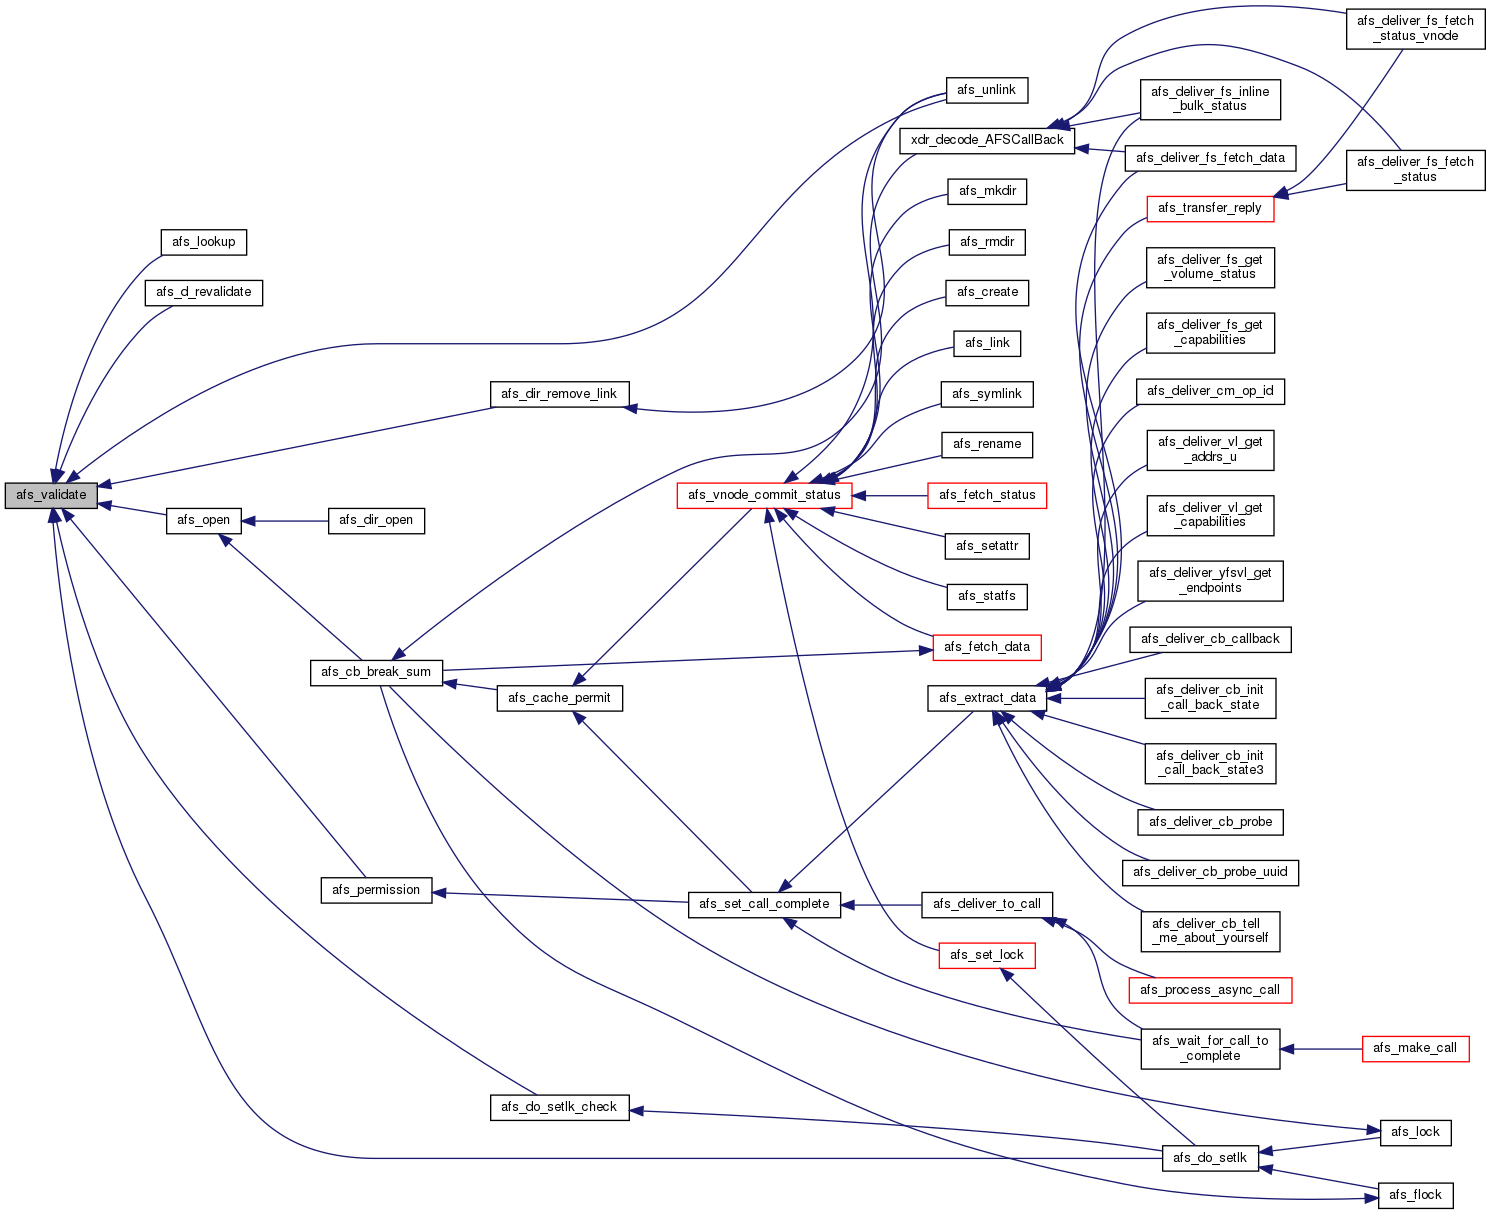 afs_deliver_fs_fetch
_status_vnode
afs_unlink
afs_deliver_fs_inline
_bulk_status
xdr_decode_AFSCallBack
afs_deliver_fs_fetch_data
afs_deliver_fs_fetch
_status
afs_mkdir
afs_transfer_reply
afs_lookup
afs_rmdir
afs_deliver_fs_get
_volume_status
afs_d_revalidate
afs_create
afs_deliver_fs_get
_capabilities
afs_link
afs_dir_remove_link
afs_symlink
afs_deliver_cm_op_id
afs_rename
afs_deliver_vl_get
_addrs_u
afs_validate
afs_vnode_commit_status
afs_fetch_status
afs_open
afs_dir_open
afs_deliver_vl_get
_capabilities
afs_setattr
afs_statfs
afs_deliver_yfsvl_get
_endpoints
afs_fetch_data
afs_deliver_cb_callback
afs_cb_break_sum
afs_cache_permit
afs_extract_data
afs_deliver_cb_init
_call_back_state
afs_deliver_cb_init
_call_back_state3
afs_deliver_cb_probe
afs_deliver_cb_probe_uuid
afs_permission
afs_set_call_complete
afs_deliver_to_call
afs_deliver_cb_tell
_me_about_yourself
afs_set_lock
afs_process_async_call
afs_wait_for_call_to
_complete
afs_make_call
afs_do_setlk_check
afs_lock
afs_do_setlk
afs_flock